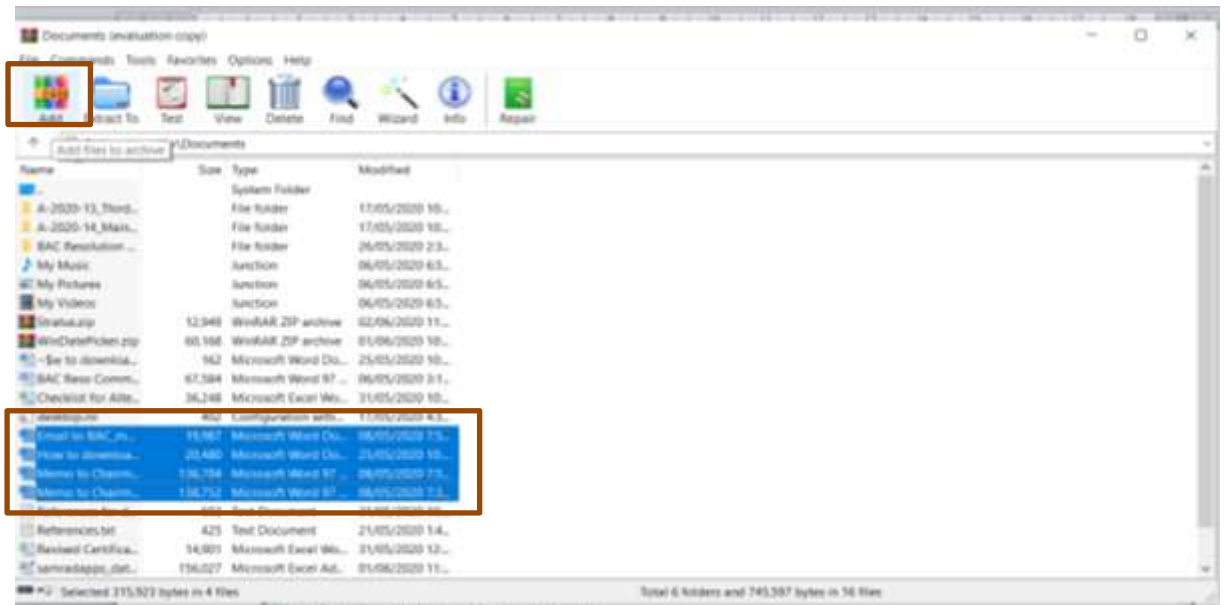 Documents (evaluation copy)
File Commands Tools Favorites Options Help
Add Extract To Test View Delete Find Wizard Info Repair
Add files to archive \Documents
Name Size Type Modified
.. System Folder
A-2020-13_Third... File folder 17/05/2020 10:...
A-2020-14_Main... File folder 17/05/2020 10:...
BAC Resolution ... File folder 26/05/2020 2:3...
My Music Junction 06/05/2020 6:5...
My Pictures Junction 06/05/2020 6:5...
My Videos Junction 06/05/2020 6:5...
Stratus.zip 12,949 WinRAR ZIP archive 02/06/2020 11:...
WinDatePicker.zip 60,168 WinRAR ZIP archive 01/06/2020 10:...
~$w to downloa... 162 Microsoft Word Do... 25/05/2020 10:...
BAC Reso Comm... 67,584 Microsoft Word 97 ... 06/05/2020 3:1...
Checklist for Alte... 36,248 Microsoft Excel Wo... 31/05/2020 10:...
desktop.ini 402 Configuration setti... 17/05/2020 4:3...
Email to BAC_m... 19,987 Microsoft Word Do... 08/05/2020 7:5...
How to downloa... 20,480 Microsoft Word Do... 25/05/2020 10:...
Memo to Chairm... 136,704 Microsoft Word 97 ... 08/05/2020 7:5...
Memo to Chairm... 138,752 Microsoft Word 97 ... 08/05/2020 7:3...
Text Document
References.txt 425 Text Document 21/05/2020 1:4...
Revised Certifica... 14,901 Microsoft Excel Wo... 31/05/2020 12:...
samradapps_dat... 156,027 Microsoft Excel Ad... 01/06/2020 11:...
Selected 315,923 bytes in 4 files Total 6 folders and 745,597 bytes in 16 files